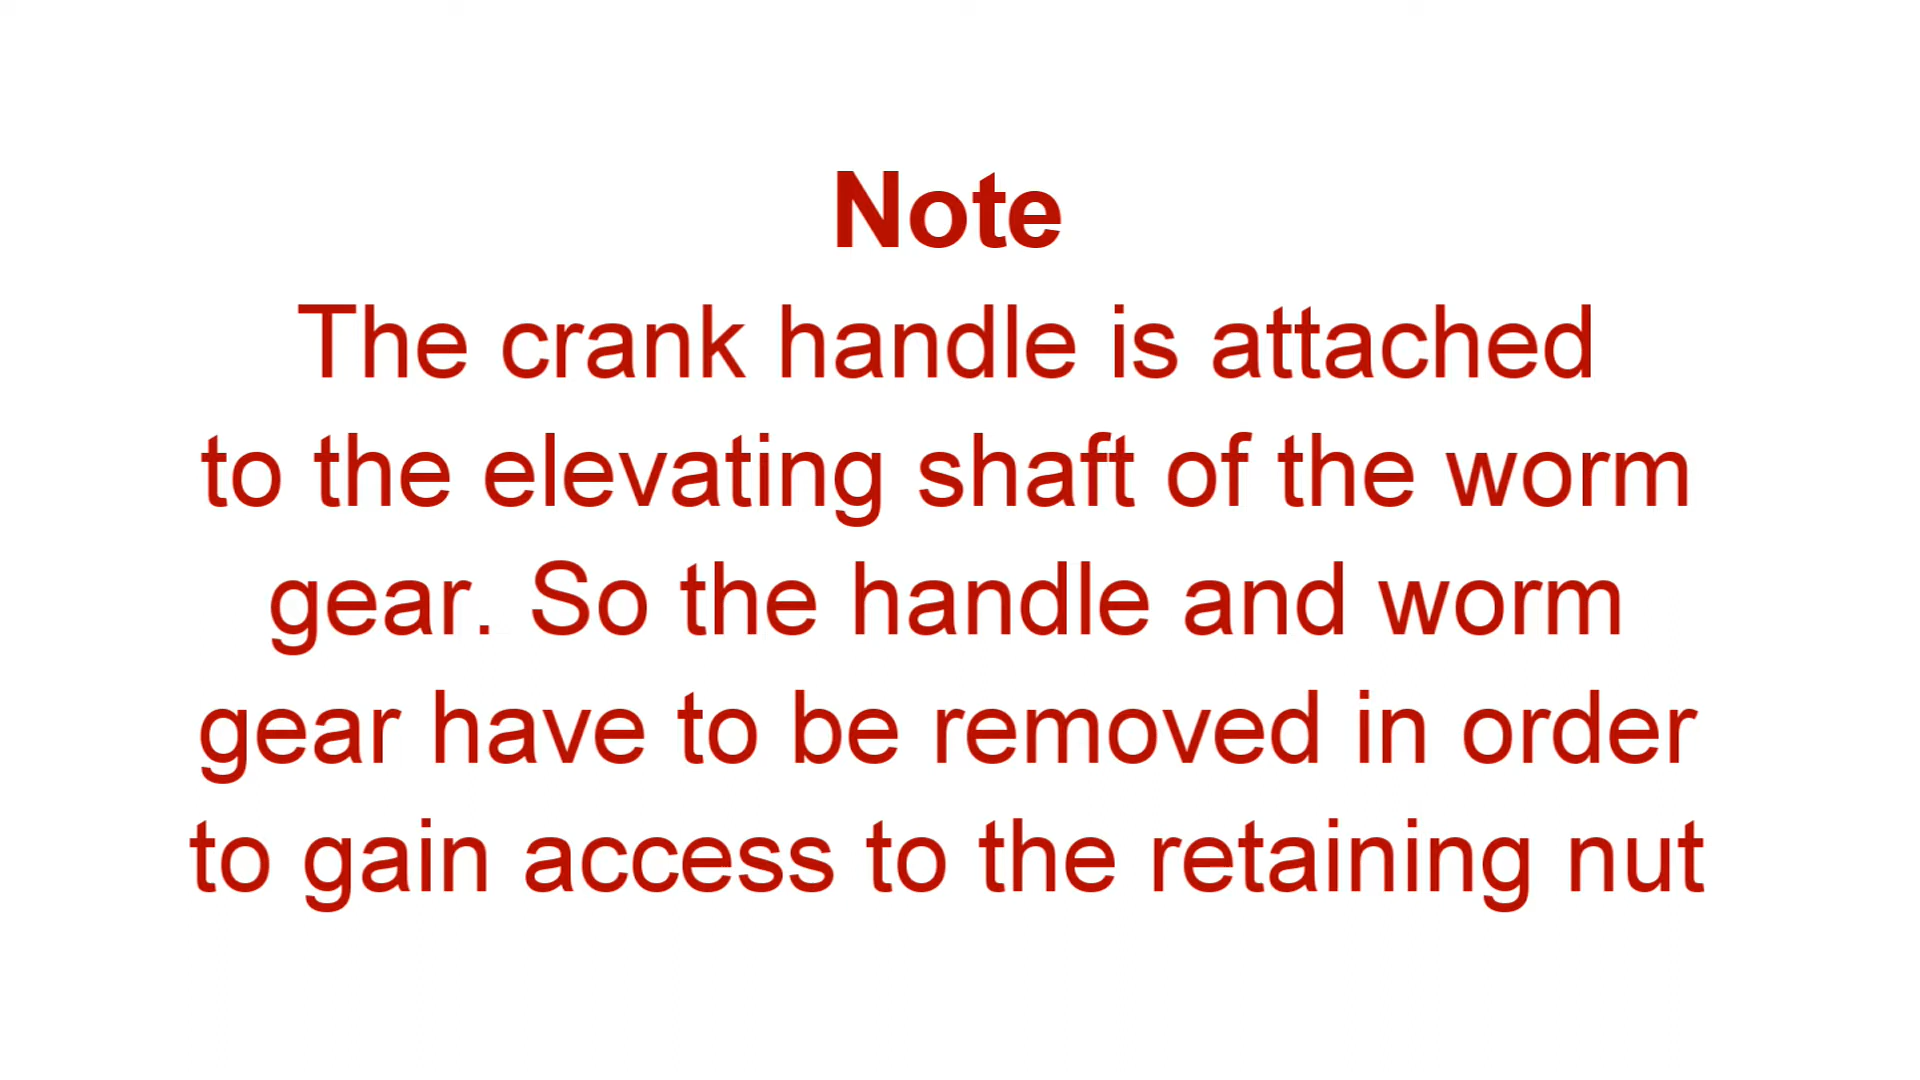 Note
The crank handle is attached
to the elevating shaft of the worm
gear. So the handle and worm
gear have to be removed in order
to gain access to the retaining nut